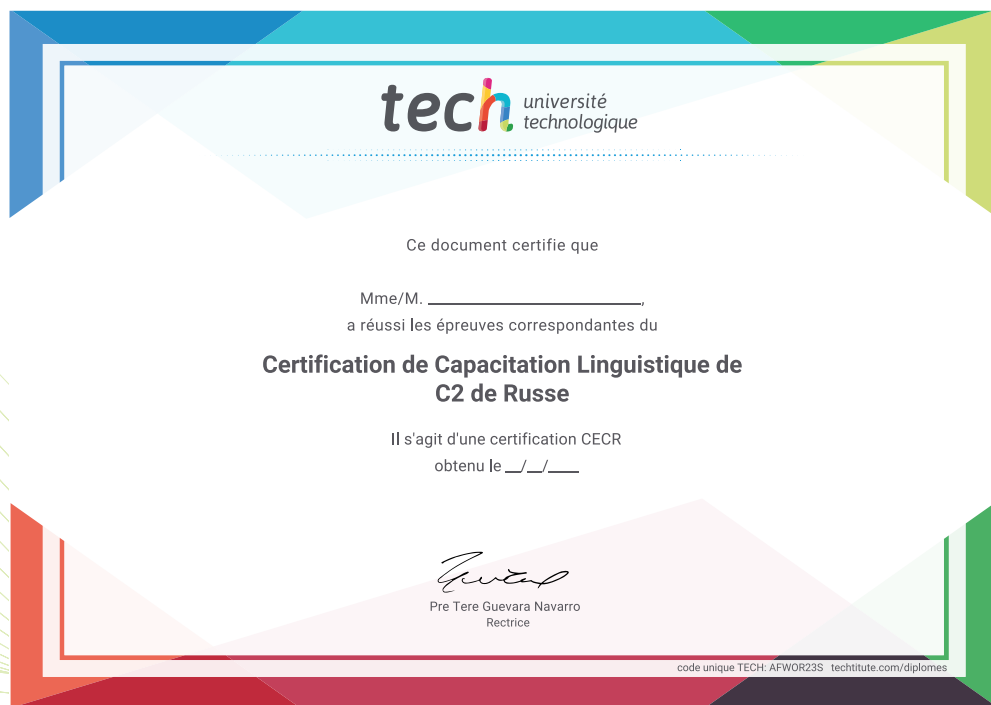 tech université
technologique
Ce document certifie que
Mme/M. ______________________,
a réussi les épreuves correspondantes du
Certification de Capacitation Linguistique de
C2 de Russe
Il s'agit d'une certification CECR
obtenu le __/__/____
Pre Tere Guevara Navarro
Rectrice
code unique TECH: AFWOR23S techtitute.com/diplomes